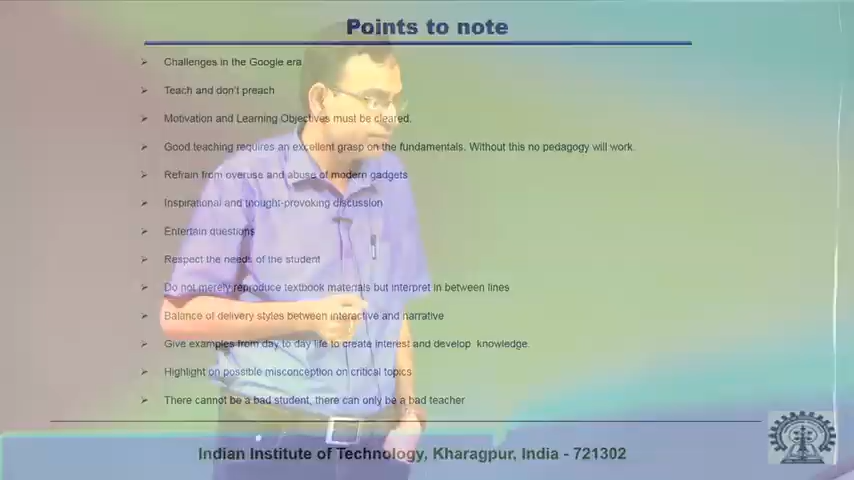 Points to note
Challenges in the Google era
Teach and don't preach
Motivation and Learning Objectives must be cleared.
Good teaching requires an excellent grasp on the fundamentals. Without this no pedagogy will work.
Refrain from overuse and abuse of modern gadgets
Inspirational and thought-provoking discussion
Entertain questions
Respect the needs of the student
Do not merely reproduce textbook materials but interpret in between lines
Balance of delivery styles between interactive and narrative
Give examples from day to day life to create interest and develop knowledge.
Highlight on possible misconception on critical topics
There cannot be a bad student, there can only be a bad teacher
Indian Institute of Technology, Kharagpur, India - 721302